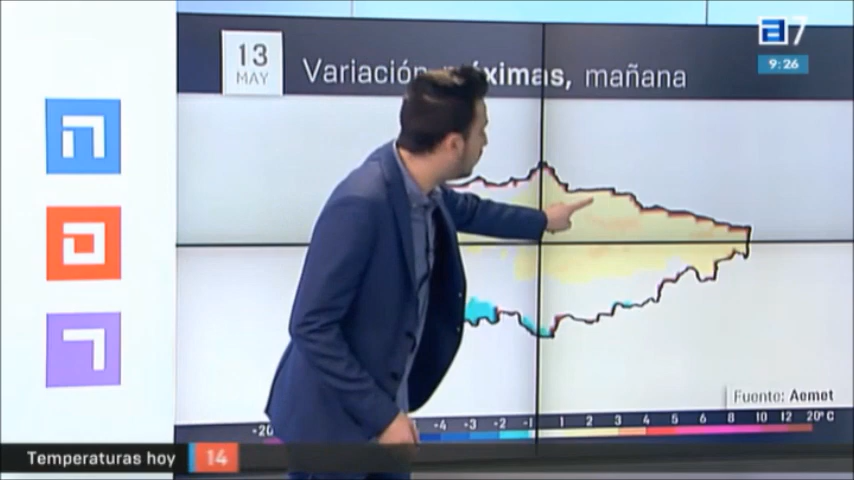 a7
9:26
13
MAY
Variación máximas, mañana
Fuente: Aemet
-20
-4 -3 -2 -1 1 2 3 4 5 6 8 10 12 20° C
Temperaturas hoy 14